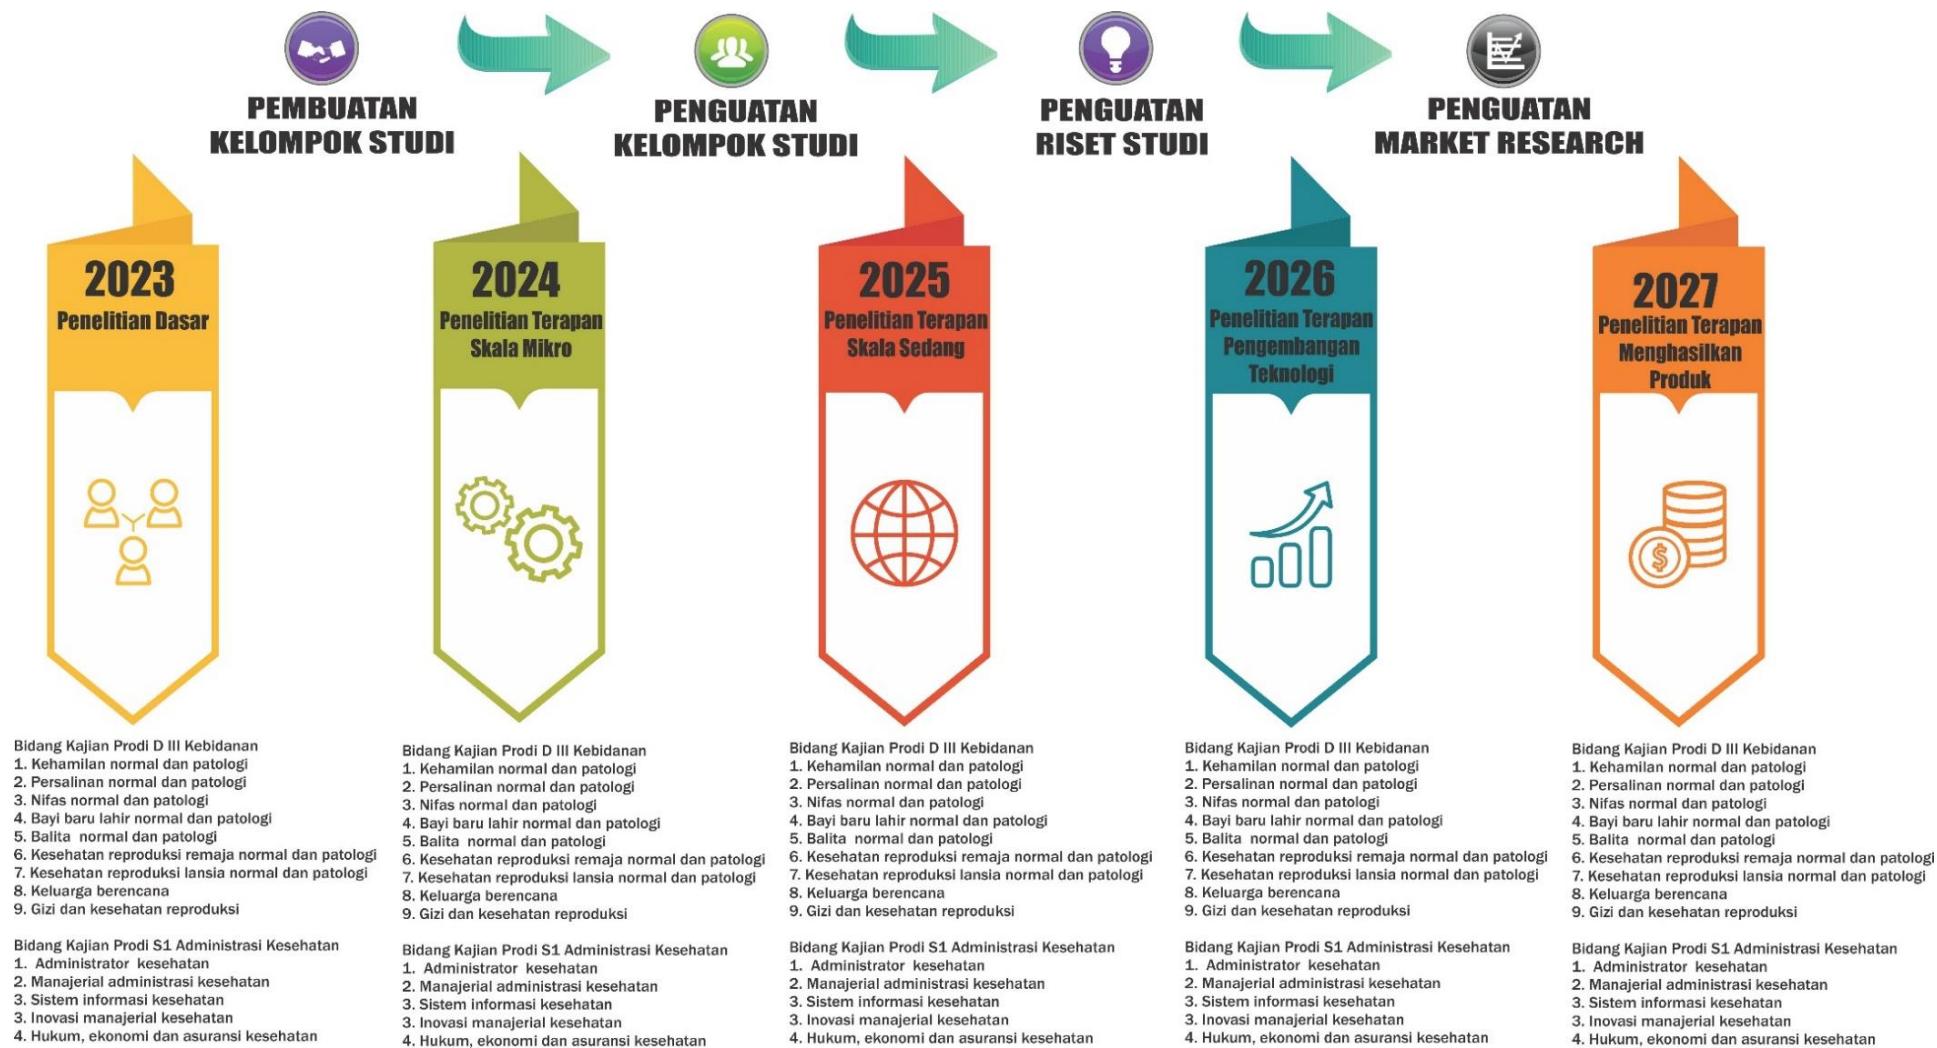 PEMBUATAN
KELOMPOK STUDI
PENGUATAN
KELOMPOK STUDI
PENGUATAN
RISET STUDI
PENGUATAN
MARKET RESEARCH
2023
Penelitian Dasar
2024
Penelitian Terapan
Skala Mikro
2025
Penelitian Terapan
Skala Sedang
2026
Penelitian Terapan
Pengembangan
Teknologi
2027
Penelitian Terapan
Menghasilkan
Produk
$
Bidang Kajian Prodi D III Kebidanan
1. Kehamilan normal dan patologi
2. Persalinan normal dan patologi
3. Nifas normal dan patologi
4. Bayi baru lahir normal dan patologi
5. Balita normal dan patologi
6. Kesehatan reproduksi remaja normal dan patologi
7. Kesehatan reproduksi lansia normal dan patologi
8. Keluarga berencana
9. Gizi dan kesehatan reproduksi
Bidang Kajian Prodi S1 Administrasi Kesehatan
1. Administrator kesehatan
2. Manajerial administrasi kesehatan
3. Sistem informasi kesehatan
3. Inovasi manajerial kesehatan
4. Hukum, ekonomi dan asuransi kesehatan
Bidang Kajian Prodi D III Kebidanan
1. Kehamilan normal dan patologi
2. Persalinan normal dan patologi
3. Nifas normal dan patologi
4. Bayi baru lahir normal dan patologi
5. Balita normal dan patologi
6. Kesehatan reproduksi remaja normal dan patologi
7. Kesehatan reproduksi lansia normal dan patologi
8. Keluarga berencana
9. Gizi dan kesehatan reproduksi
Bidang Kajian Prodi S1 Administrasi Kesehatan
1. Administrator kesehatan
2. Manajerial administrasi kesehatan
3. Sistem informasi kesehatan
3. Inovasi manajerial kesehatan
4. Hukum, ekonomi dan asuransi kesehatan
Bidang Kajian Prodi D III Kebidanan
1. Kehamilan normal dan patologi
2. Persalinan normal dan patologi
3. Nifas normal dan patologi
4. Bayi baru lahir normal dan patologi
5. Balita normal dan patologi
6. Kesehatan reproduksi remaja normal dan patologi
7. Kesehatan reproduksi lansia normal dan patologi
8. Keluarga berencana
9. Gizi dan kesehatan reproduksi
Bidang Kajian Prodi S1 Administrasi Kesehatan
1. Administrator kesehatan
2. Manajerial administrasi kesehatan
3. Sistem informasi kesehatan
3. Inovasi manajerial kesehatan
4. Hukum, ekonomi dan asuransi kesehatan
Bidang Kajian Prodi D III Kebidanan
1. Kehamilan normal dan patologi
2. Persalinan normal dan patologi
3. Nifas normal dan patologi
4. Bayi baru lahir normal dan patologi
5. Balita normal dan patologi
6. Kesehatan reproduksi remaja normal dan patologi
7. Kesehatan reproduksi lansia normal dan patologi
8. Keluarga berencana
9. Gizi dan kesehatan reproduksi
Bidang Kajian Prodi S1 Administrasi Kesehatan
1. Administrator kesehatan
2. Manajerial administrasi kesehatan
3. Sistem informasi kesehatan
3. Inovasi manajerial kesehatan
4. Hukum, ekonomi dan asuransi kesehatan
Bidang Kajian Prodi D III Kebidanan
1. Kehamilan normal dan patologi
2. Persalinan normal dan patologi
3. Nifas normal dan patologi
4. Bayi baru lahir normal dan patologi
5. Balita normal dan patologi
6. Kesehatan reproduksi remaja normal dan patologi
7. Kesehatan reproduksi lansia normal dan patologi
8. Keluarga berencana
9. Gizi dan kesehatan reproduksi
Bidang Kajian Prodi S1 Administrasi Kesehatan
1. Administrator kesehatan
2. Manajerial administrasi kesehatan
3. Sistem informasi kesehatan
3. Inovasi manajerial kesehatan
4. Hukum, ekonomi dan asuransi kesehatan